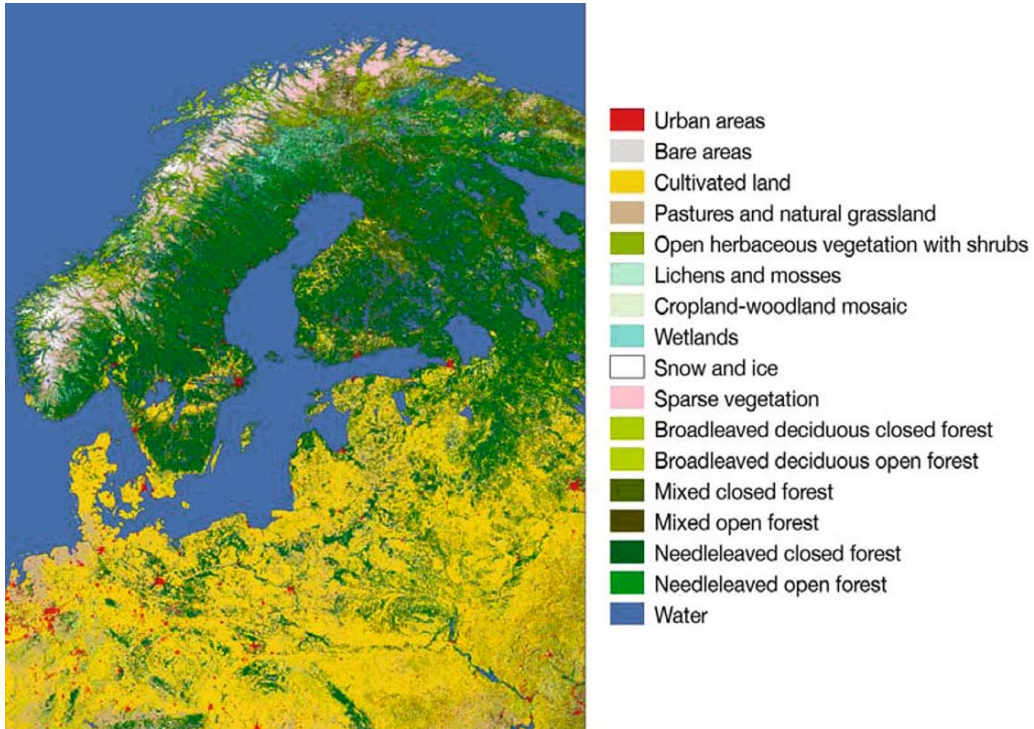 Urban areas
Bare areas
Cultivated land
Pastures and natural grassland
Open herbaceous vegetation with shrubs
Lichens and mosses
Cropland-woodland mosaic
Wetlands
Snow and ice
Sparse vegetation
Broadleaved deciduous closed forest
Broadleaved deciduous open forest
Mixed closed forest
Mixed open forest
Needleleaved closed forest
Needleleaved open forest
Water